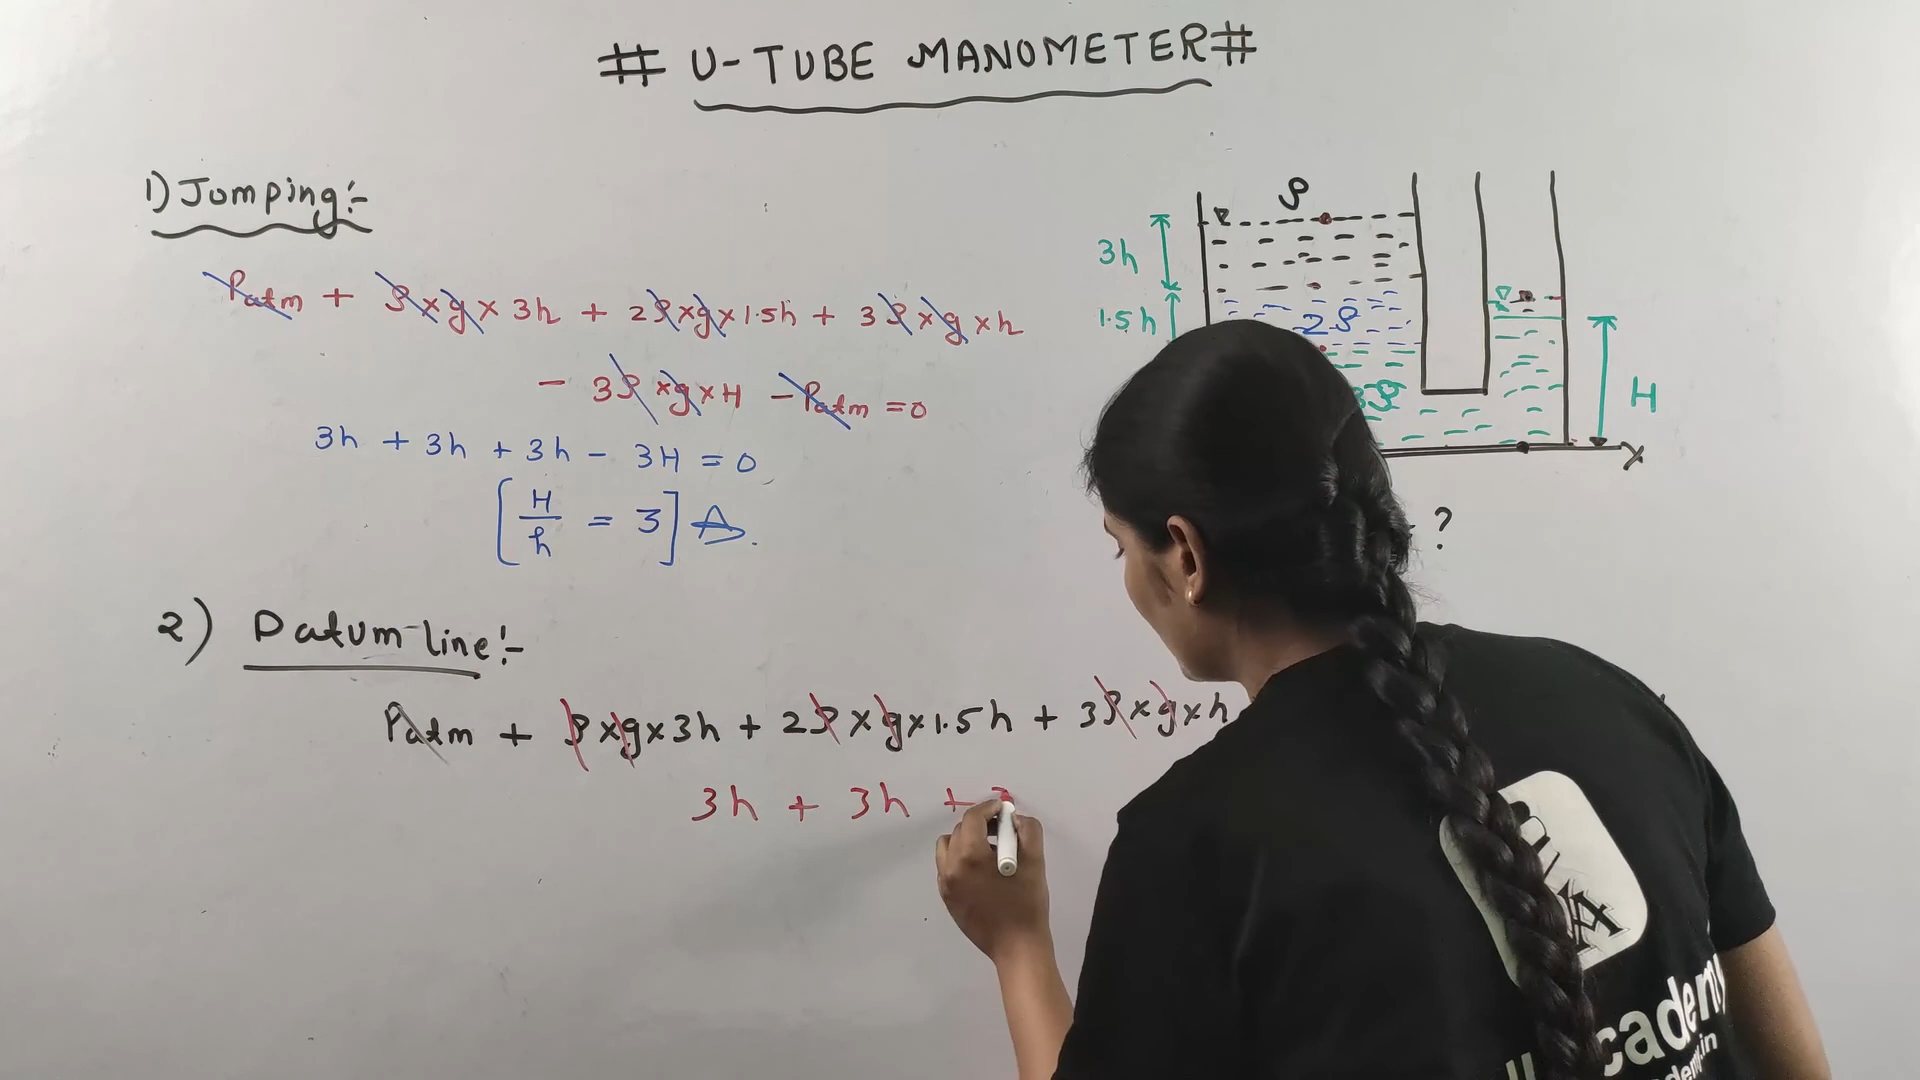 # U-TUBE MANOMETER #
1) Jumping:-
Patm + ρ×g×3h + 2ρ×g×1.5h + 3ρ×g×h
- 3ρ×g×H - Patm = 0
3h + 3h + 3h - 3H = 0
[H/h = 3] A.
ρ
3h
1.5h
2ρ
3ρ
H
X
?
2) Datum line:-
Patm + ρ×g×3h + 2ρ×g×1.5h + 3ρ×g×h
3h + 3h +